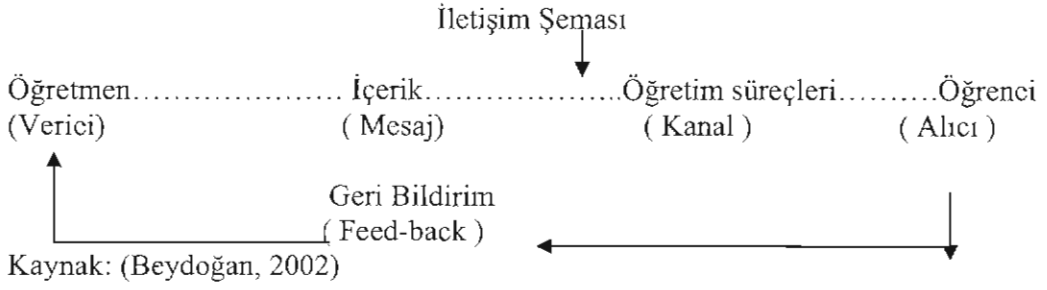 İletişim Şeması
Öğretmen...................... İçerik....................Öğretim süreçleri..........Öğrenci
(Verici) ( Mesaj) ( Kanal ) ( Alıcı )
Geri Bildirim
( Feed-back )
Kaynak: (Beydoğan, 2002)